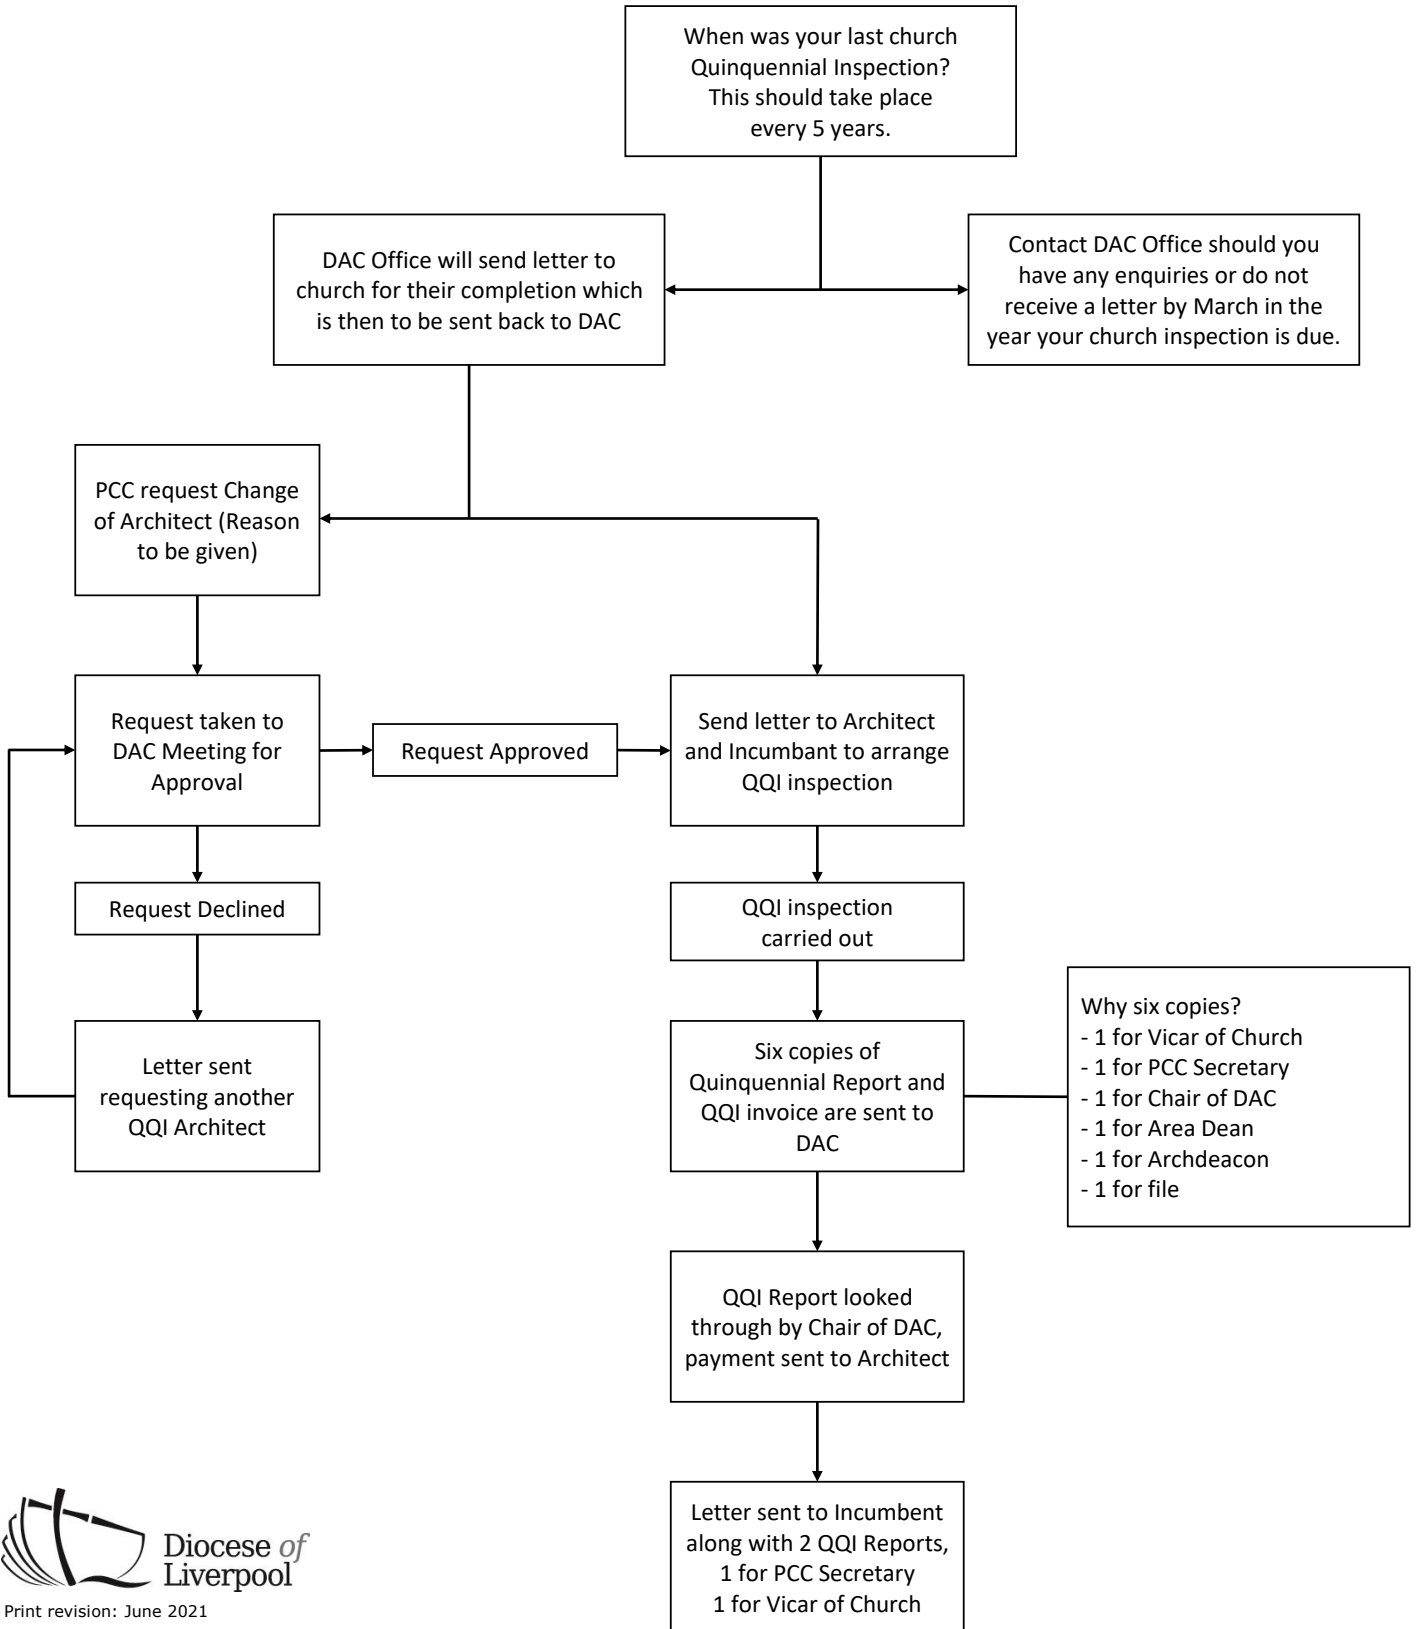 When was your last church
Quinquennial Inspection?
This should take place
every 5 years.
DAC Office will send letter to
church for their completion which
is then to be sent back to DAC
Contact DAC Office should you
have any enquiries or do not
receive a letter by March in the
year your church inspection is due.
PCC request Change
of Architect (Reason
to be given)
Request taken to
DAC Meeting for
Approval
Request Approved
Send letter to Architect
and Incumbant to arrange
QQI inspection
Request Declined
QQI inspection
carried out
Letter sent
requesting another
QQI Architect
Six copies of
Quinquennial Report and
QQI invoice are sent to
DAC
Why six copies?
- 1 for Vicar of Church
- 1 for PCC Secretary
- 1 for Chair of DAC
- 1 for Area Dean
- 1 for Archdeacon
- 1 for file
QQI Report looked
through by Chair of DAC,
payment sent to Architect
Letter sent to Incumbent
along with 2 QQI Reports,
1 for PCC Secretary
1 for Vicar of Church
Diocese of
Liverpool
Print revision: June 2021